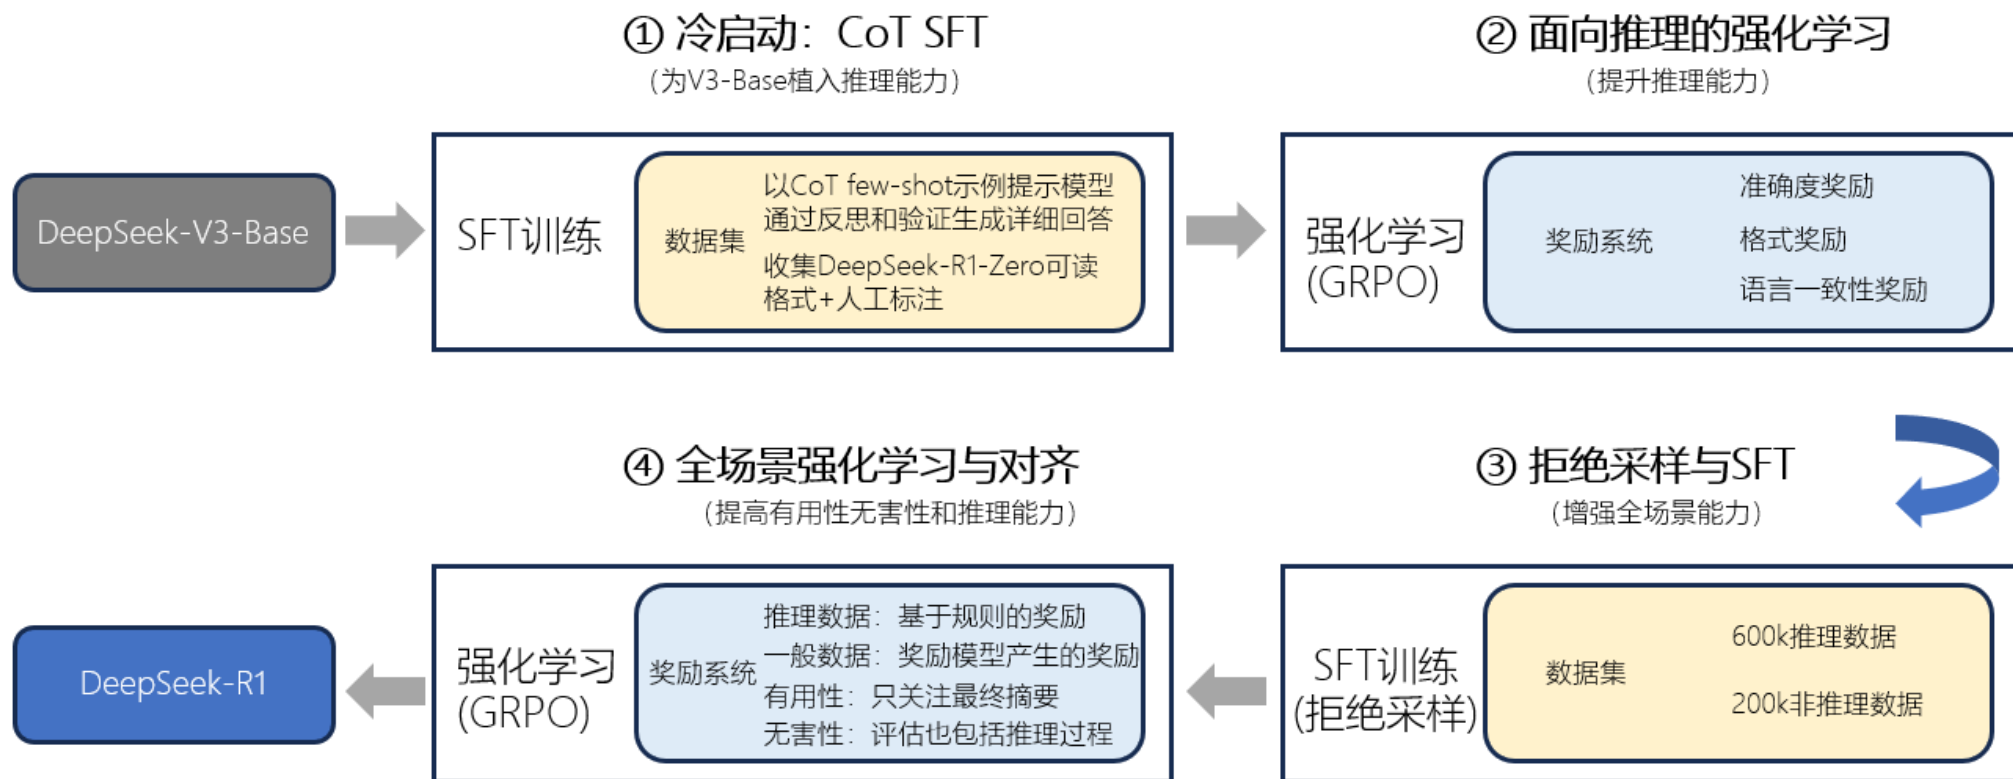 ① 冷启动：CoT SFT
（为V3-Base植入推理能力）
② 面向推理的强化学习
（提升推理能力）
DeepSeek-V3-Base
SFT训练
数据集
以CoT few-shot示例提示模型
通过反思和验证生成详细回答
收集DeepSeek-R1-Zero可读
格式+人工标注
强化学习
(GRPO)
奖励系统
准确度奖励
格式奖励
语言一致性奖励
④ 全场景强化学习与对齐
（提高有用性无害性和推理能力）
③ 拒绝采样与SFT
（增强全场景能力）
DeepSeek-R1
强化学习
(GRPO)
奖励系统
推理数据：基于规则的奖励
一般数据：奖励模型产生的奖励
有用性：只关注最终摘要
无害性：评估也包括推理过程
SFT训练
(拒绝采样)
数据集
600k推理数据
200k非推理数据